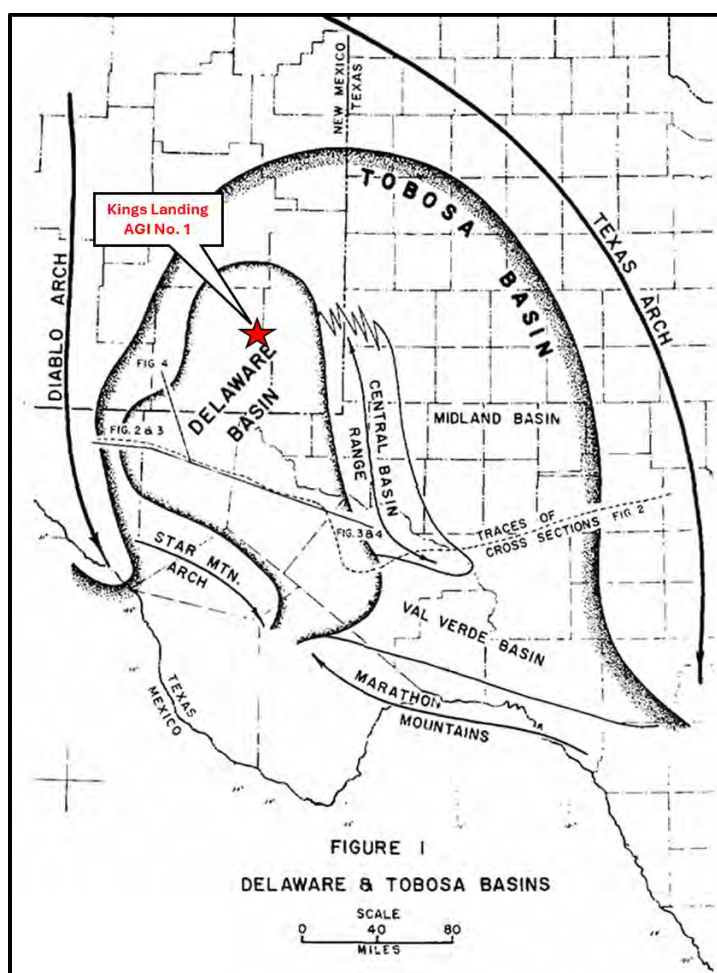 NEW MEXICO
TEXAS
TOBOSA
BASIN
TEXAS ARCH
Kings Landing
AGI No. 1
DIABLO ARCH
FIG. 4
DELAWARE
BASIN
CENTRAL BASIN
RANGE
MIDLAND BASIN
FIG. 2 & 3
FIG. 3 & 4
TRACES OF
CROSS SECTIONS FIG. 2
STAR MTN.
ARCH
VAL VERDE BASIN
TEXAS
MEXICO
MARATHON
MOUNTAINS
FIGURE I
DELAWARE & TOBOSA BASINS
SCALE
0 40 80
MILES